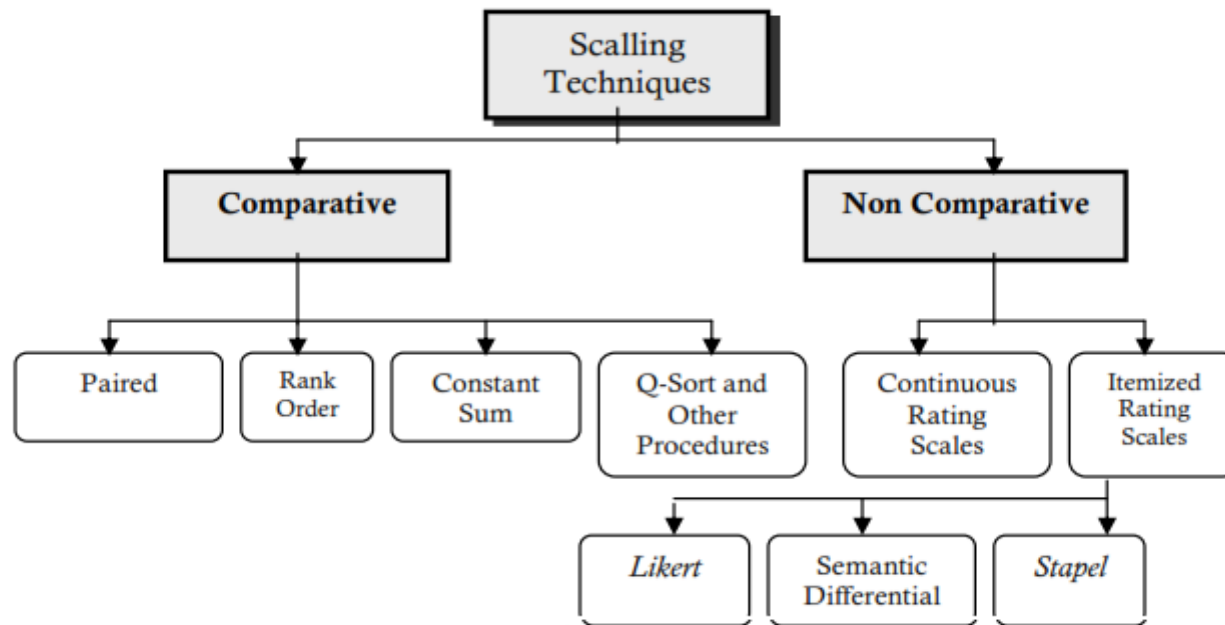 Scalling
Techniques
Comparative
Non Comparative
Paired
Rank
Order
Constant
Sum
Q-Sort and
Other
Procedures
Continuous
Rating
Scales
Itemized
Rating
Scales
Likert
Semantic
Differential
Stapel